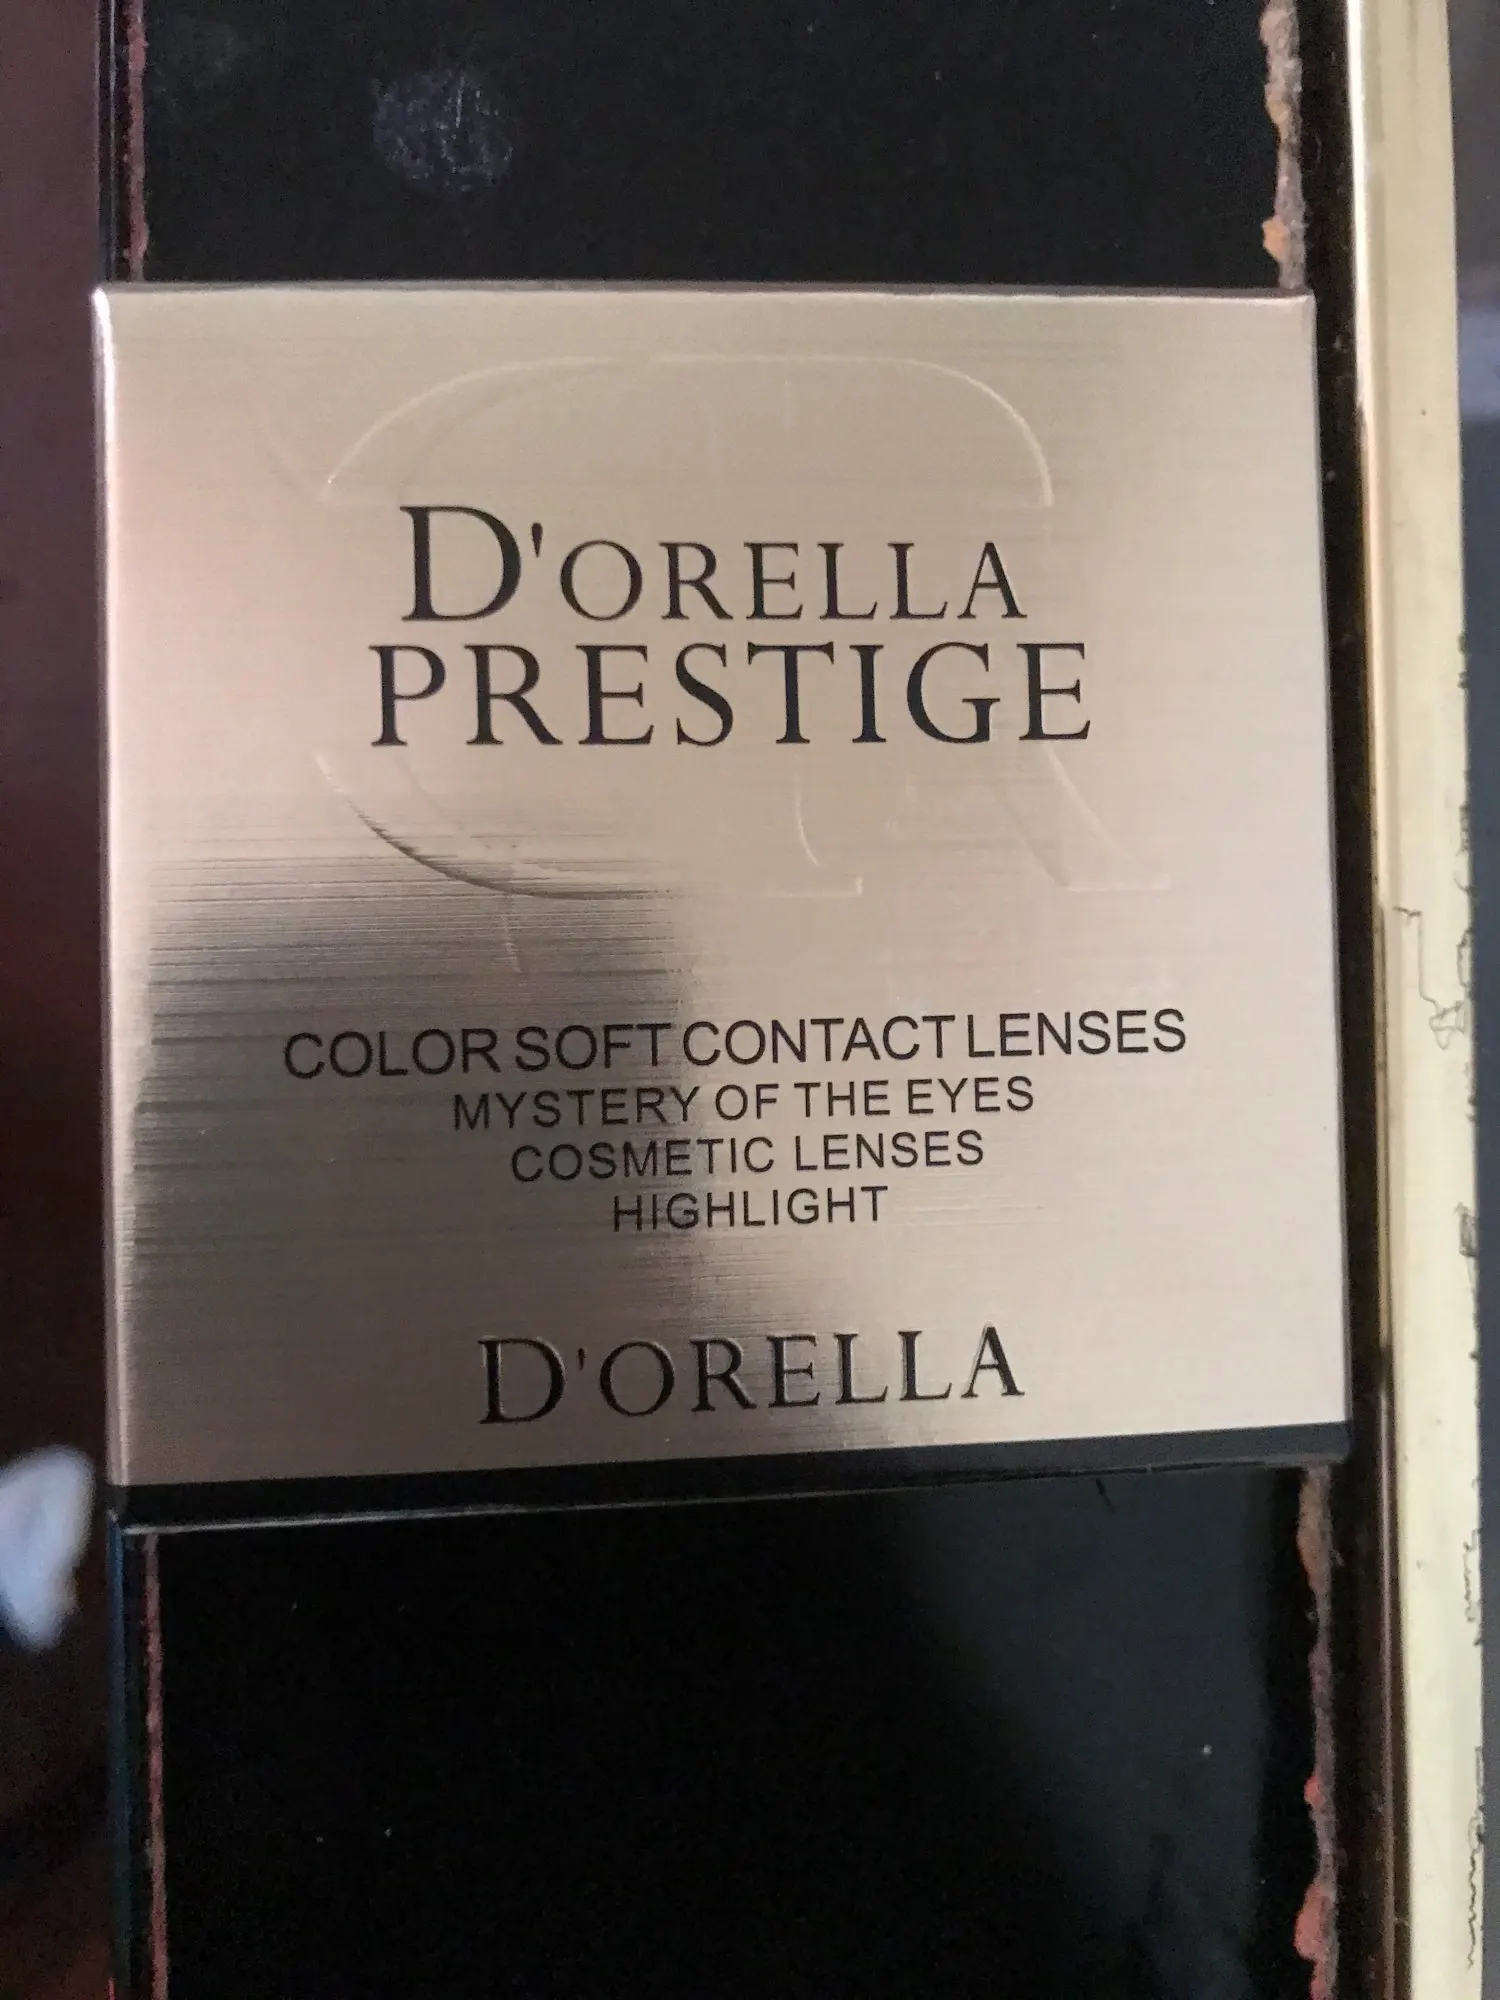 D'ORELLA
PRESTIGE
COLOR SOFT CONTACT LENSES
MYSTERY OF THE EYES
COSMETIC LENSES
HIGHLIGHT
D'ORELLA